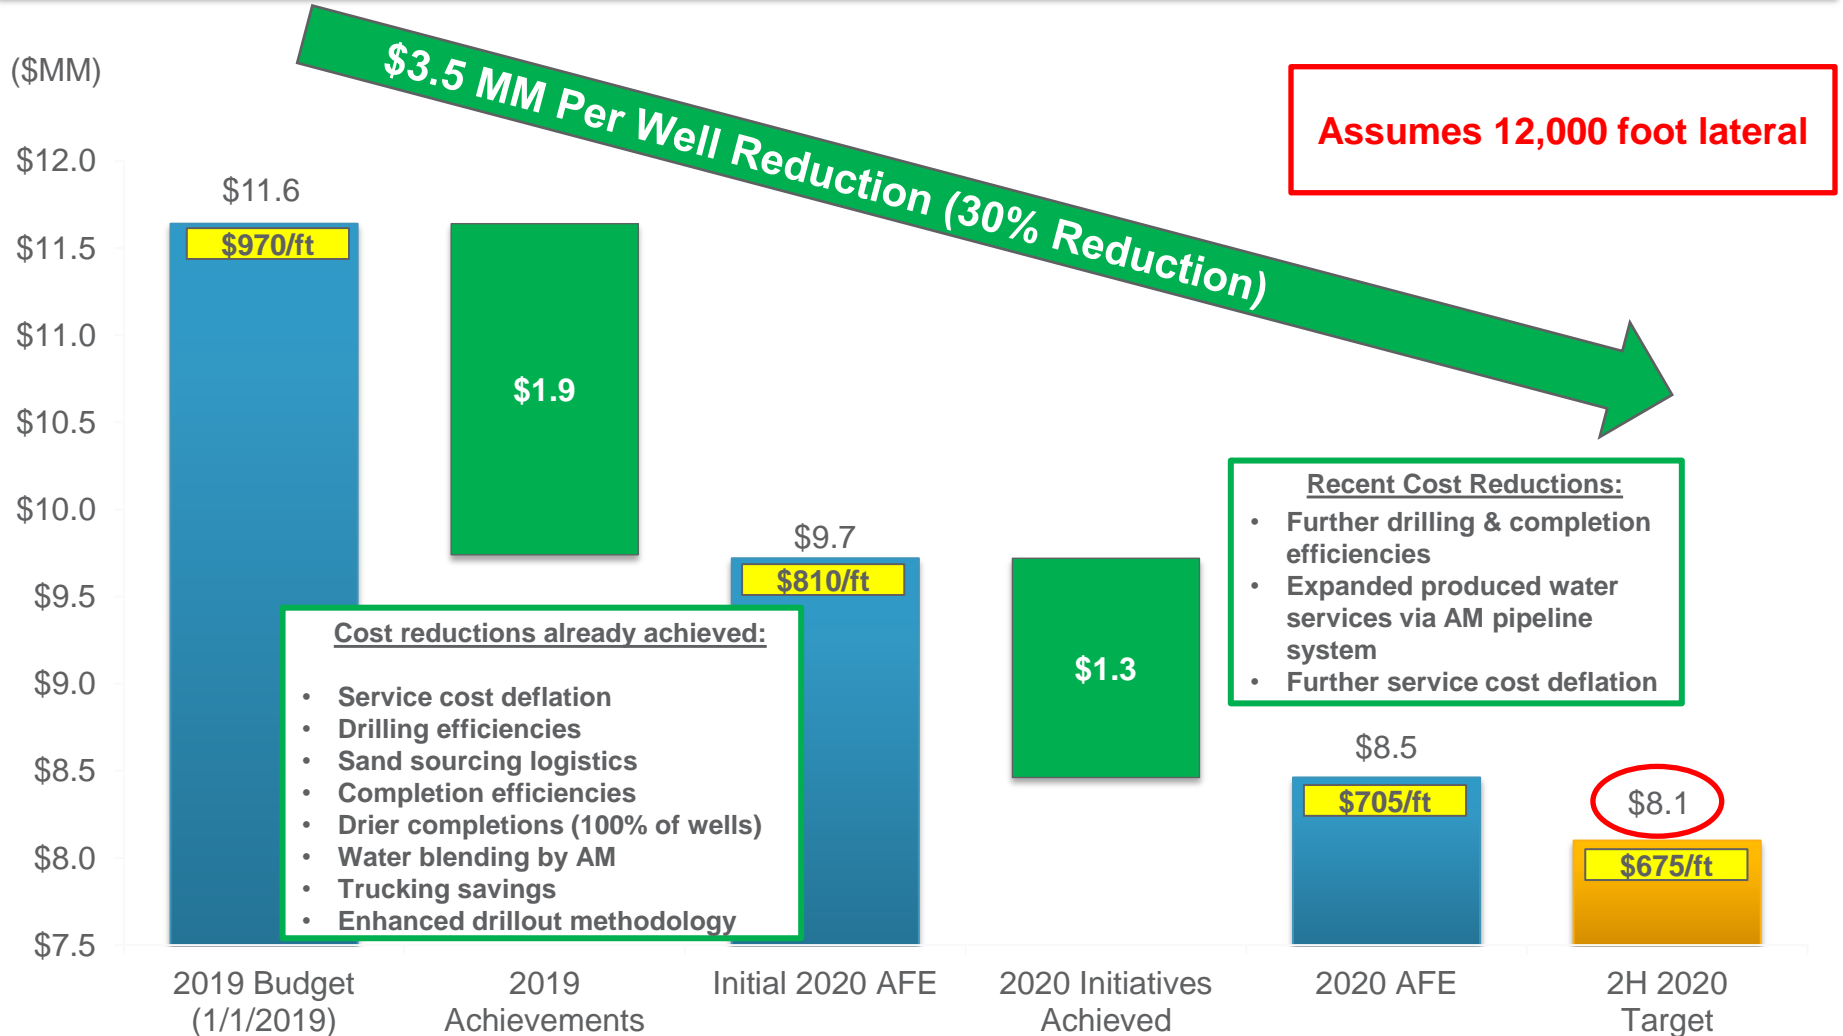 ($MM)
$3.5 MM Per Well Reduction (30% Reduction)
Assumes 12,000 foot lateral
$12.0
$11.5
$11.0
$10.5
$10.0
$9.5
$9.0
$8.5
$8.0
$7.5
$11.6
$970/ft
$1.9
$9.7
$810/ft
$1.3
$8.5
$705/ft
$8.1
$675/ft
Cost reductions already achieved:
• Service cost deflation
• Drilling efficiencies
• Sand sourcing logistics
• Completion efficiencies
• Drier completions (100% of wells)
• Water blending by AM
• Trucking savings
• Enhanced drillout methodology
Recent Cost Reductions:
• Further drilling & completion
efficiencies
• Expanded produced water
services via AM pipeline
system
• Further service cost deflation
2019 Budget
(1/1/2019)
2019
Achievements
Initial 2020 AFE
2020 Initiatives
Achieved
2020 AFE
2H 2020
Target